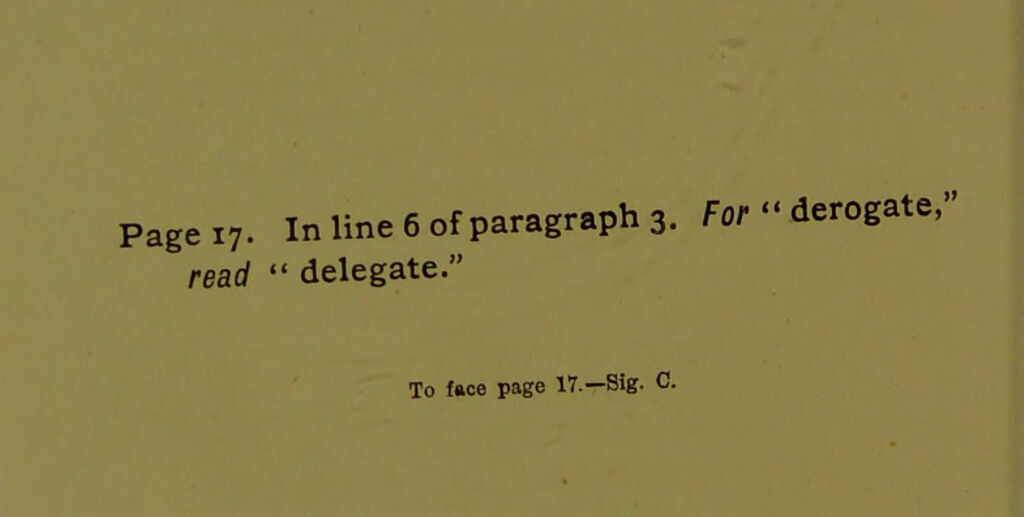 Page 17. In line 6 of paragraph 3. For “ derogate,”
read “ delegate.”
To face page 17.—Sig. C.